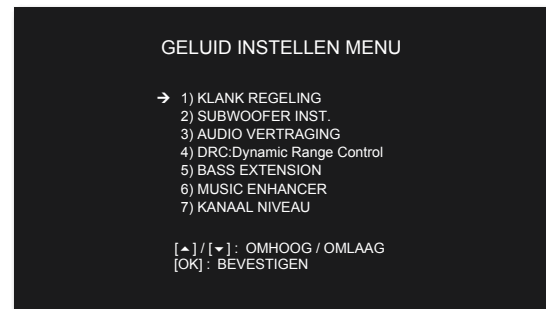 GELUID INSTELLEN MENU
➔ 1) KLANK REGELING
2) SUBWOOFER INST.
3) AUDIO VERTRAGING
4) DRC:Dynamic Range Control
5) BASS EXTENSION
6) MUSIC ENHANCER
7) KANAAL NIVEAU
[▲] / [▼] : OMHOOG / OMLAAG
[OK] : BEVESTIGEN